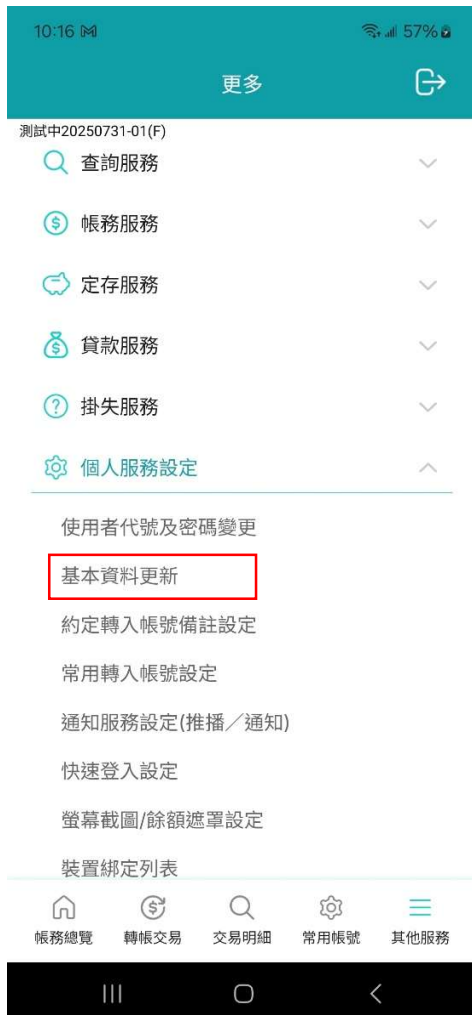 10:16 57%
更多
測試中20250731-01(F)
查詢服務
帳務服務
定存服務
貸款服務
掛失服務
個人服務設定
使用者代號及密碼變更
基本資料更新
約定轉入帳號備註設定
常用轉入帳號設定
通知服務設定(推播／通知)
快速登入設定
螢幕截圖/餘額遮罩設定
裝置綁定列表
帳務總覽 轉帳交易 交易明細 常用帳號 其他服務